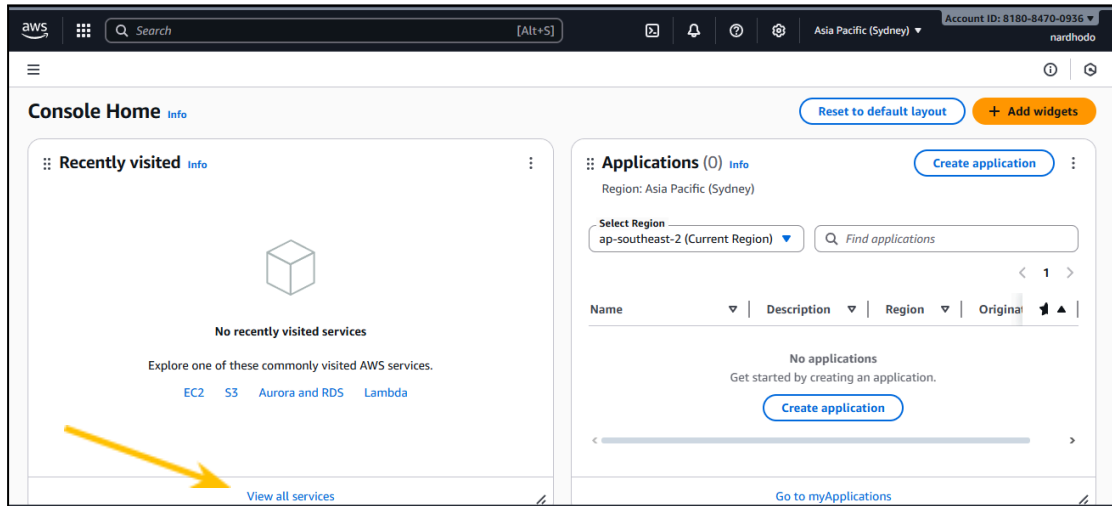 aws
Search
[Alt+S]
Asia Pacific (Sydney)
Account ID: 8180-8470-0936
nardhodo
Console Home Info
Reset to default layout
+ Add widgets
Recently visited Info
No recently visited services
Explore one of these commonly visited AWS services.
EC2 S3 Aurora and RDS Lambda
View all services
Applications (0) Info
Create application
Region: Asia Pacific (Sydney)
Select Region
ap-southeast-2 (Current Region)
Find applications
1
Name Description Region Origina
No applications
Get started by creating an application.
Create application
Go to myApplications